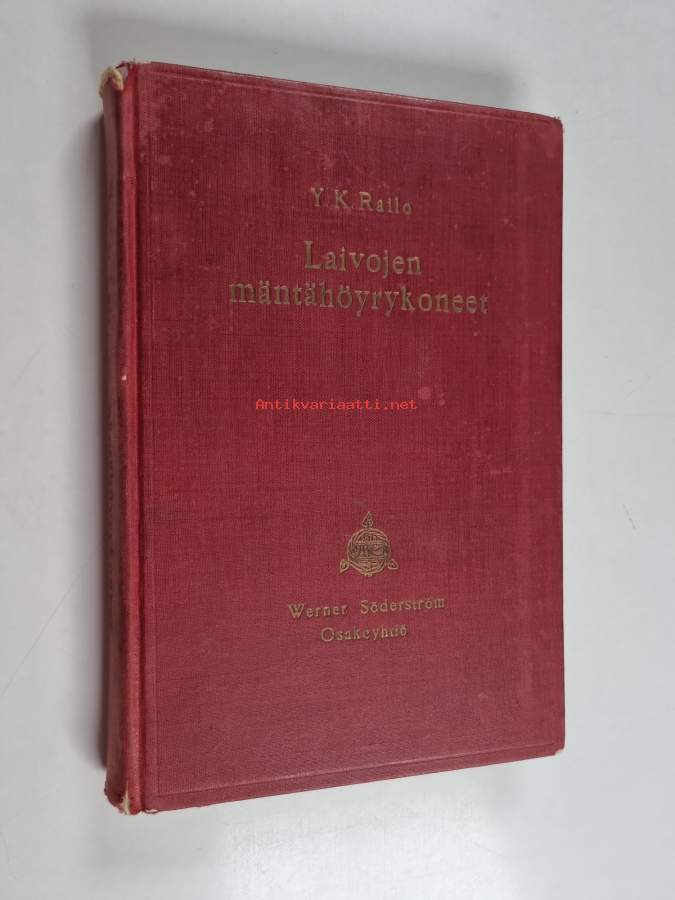 Y. K. Railo
Laivojen
mäntähöyrykoneet
Antikvariaatti.net
Werner Söderström
Osakeyhtiö